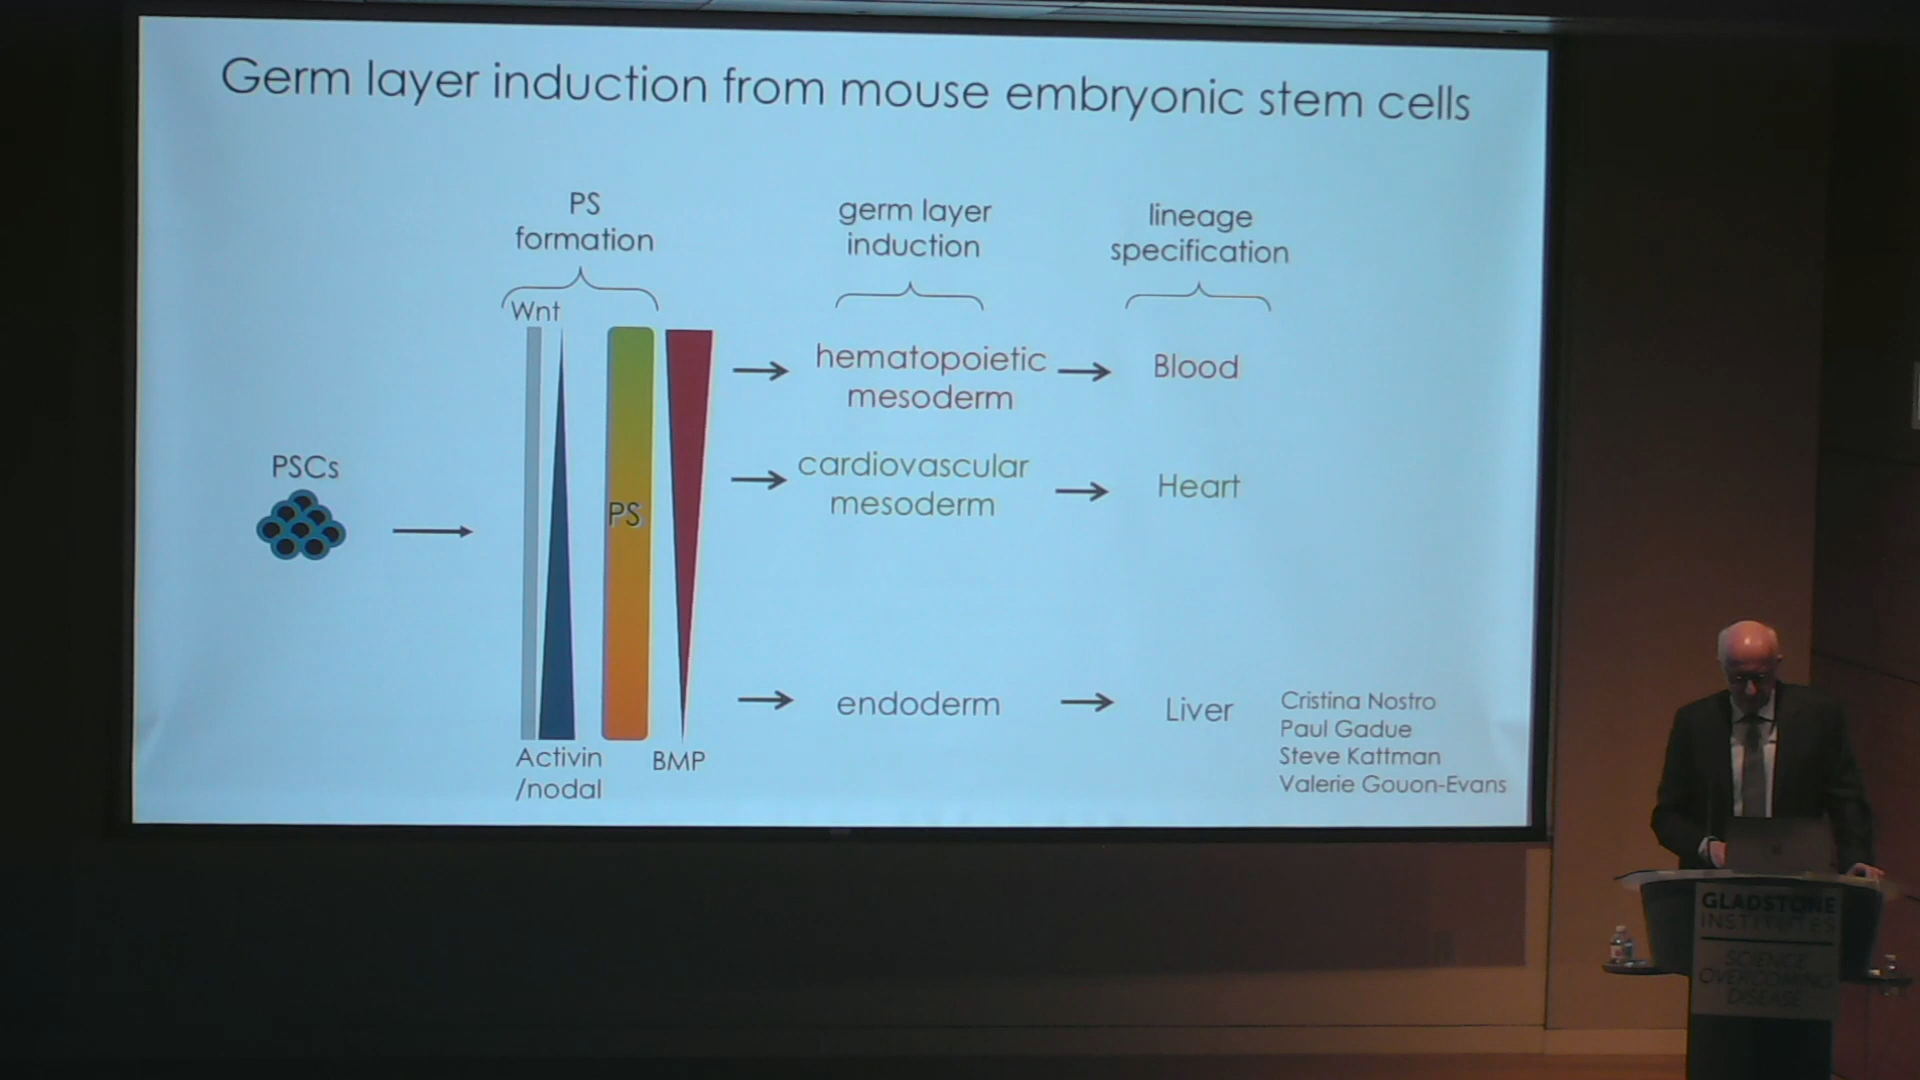 Germ layer induction from mouse embryonic stem cells
PS
formation
germ layer
induction
lineage
specification
Wnt
hematopoietic
mesoderm
Blood
PSCs
cardiovascular
mesoderm
Heart
PS
endoderm
Liver
Cristina Nostro
Paul Gadue
Steve Kattman
Valerie Gouon-Evans
Activin
/nodal
BMP
GLADSTONE
INSTITUTES
SCIENCE
OVERCOMING
DISEASE